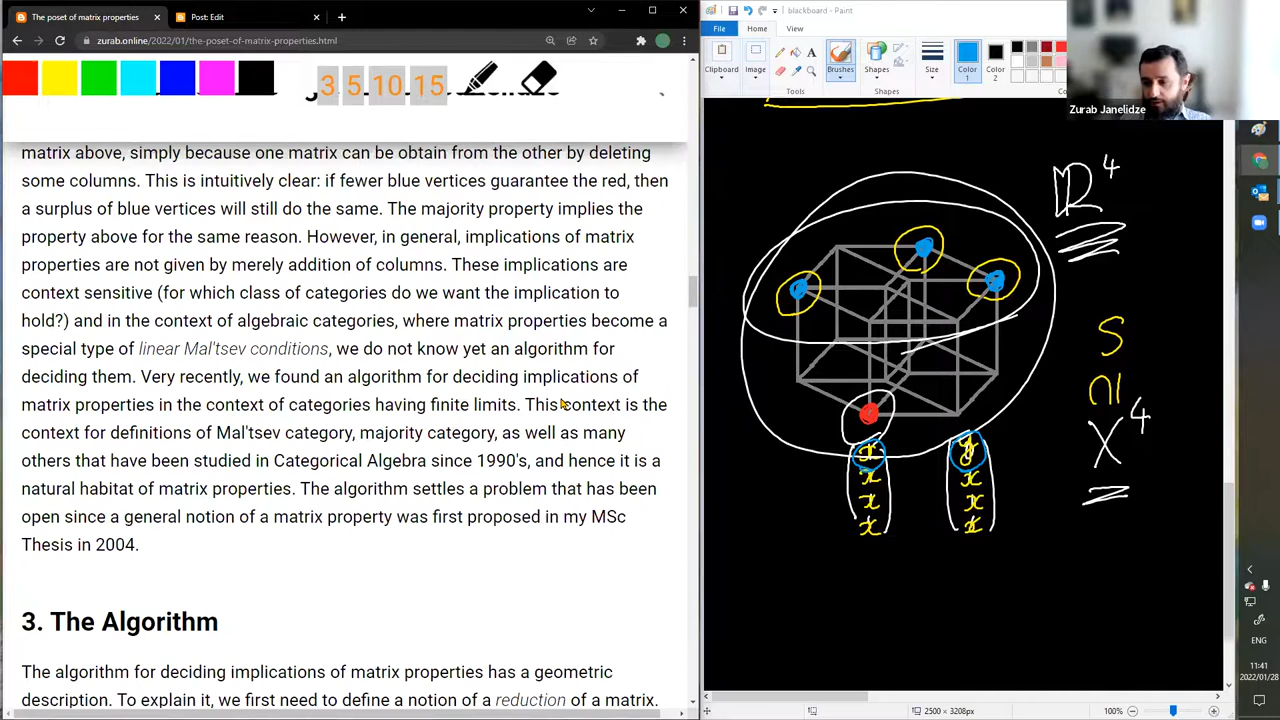 The poset of matrix properties
Post: Edit
zurab.online/2022/01/the-poset-of-matrix-properties.html
3 5 10 15
matrix above, simply because one matrix can be obtain from the other by deleting
some columns. This is intuitively clear: if fewer blue vertices guarantee the red, then
a surplus of blue vertices will still do the same. The majority property implies the
property above for the same reason. However, in general, implications of matrix
properties are not given by merely addition of columns. These implications are
context sensitive (for which class of categories do we want the implication to
hold?) and in the context of algebraic categories, where matrix properties become a
special type of linear Mal'tsev conditions, we do not know yet an algorithm for
deciding them. Very recently, we found an algorithm for deciding implications of
matrix properties in the context of categories having finite limits. This context is the
context for definitions of Mal'tsev category, majority category, as well as many
others that have been studied in Categorical Algebra since 1990's, and hence it is a
natural habitat of matrix properties. The algorithm settles a problem that has been
open since a general notion of a matrix property was first proposed in my MSc
Thesis in 2004.
3. The Algorithm
The algorithm for deciding implications of matrix properties has a geometric
description. To explain it, we first need to define a notion of a reduction of a matrix.
blackboard - Paint
File Home View
Clipboard
Image
Brushes
Shapes
Size
Color 1
Color 2
Tools
Shapes
Co
Zurab Janelidze
ℝ⁴
S
X⁴
x y
x x
x x
x x
2500 × 3208px
100%
ENG
11:41
2022/01/28